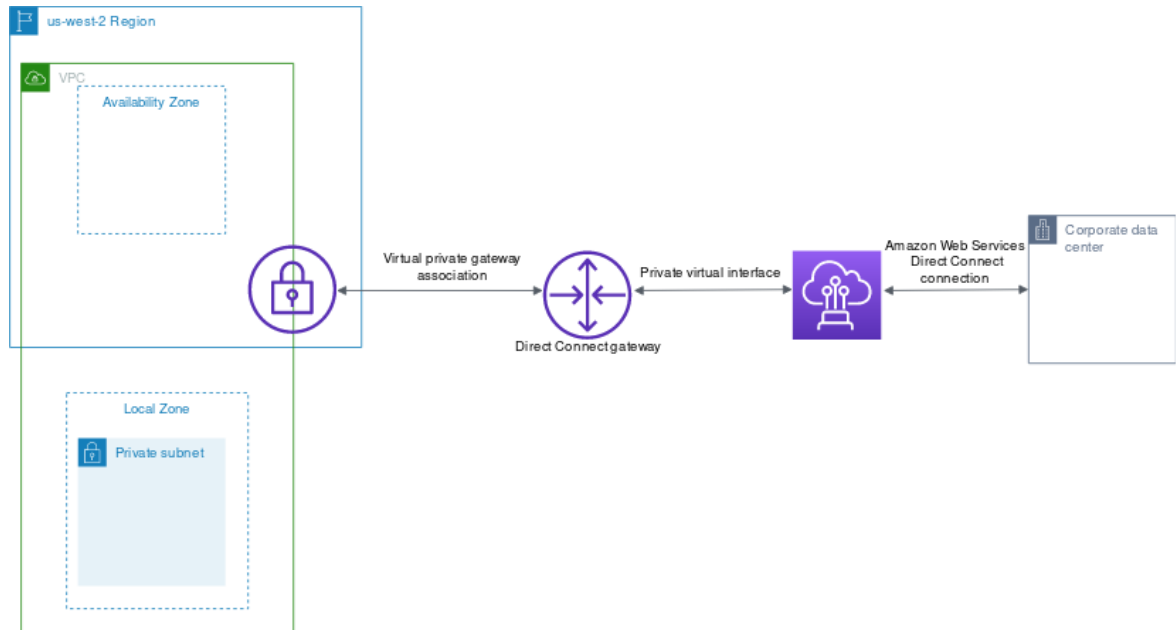 us-west-2 Region
VPC
Availability Zone
Virtual private gateway
association
Direct Connect gateway
Private virtual interface
Amazon Web Services
Direct Connect
connection
Corporate data
center
Local Zone
Private subnet